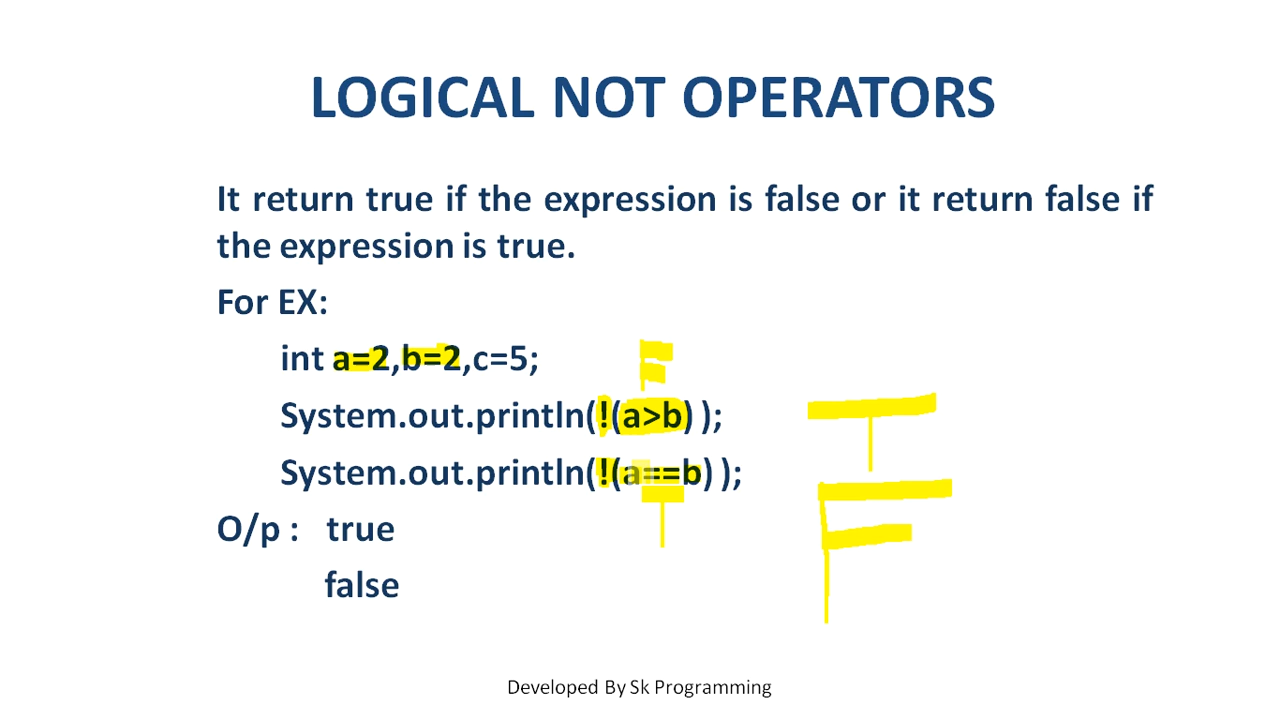 LOGICAL NOT OPERATORS
It return true if the expression is false or it return false if
the expression is true.
For EX:
int a=2,b=2,c=5;
F
System.out.println(!(a>b) );
T
System.out.println(!(a==b) );
T
F
O/p : true
false
Developed By Sk Programming